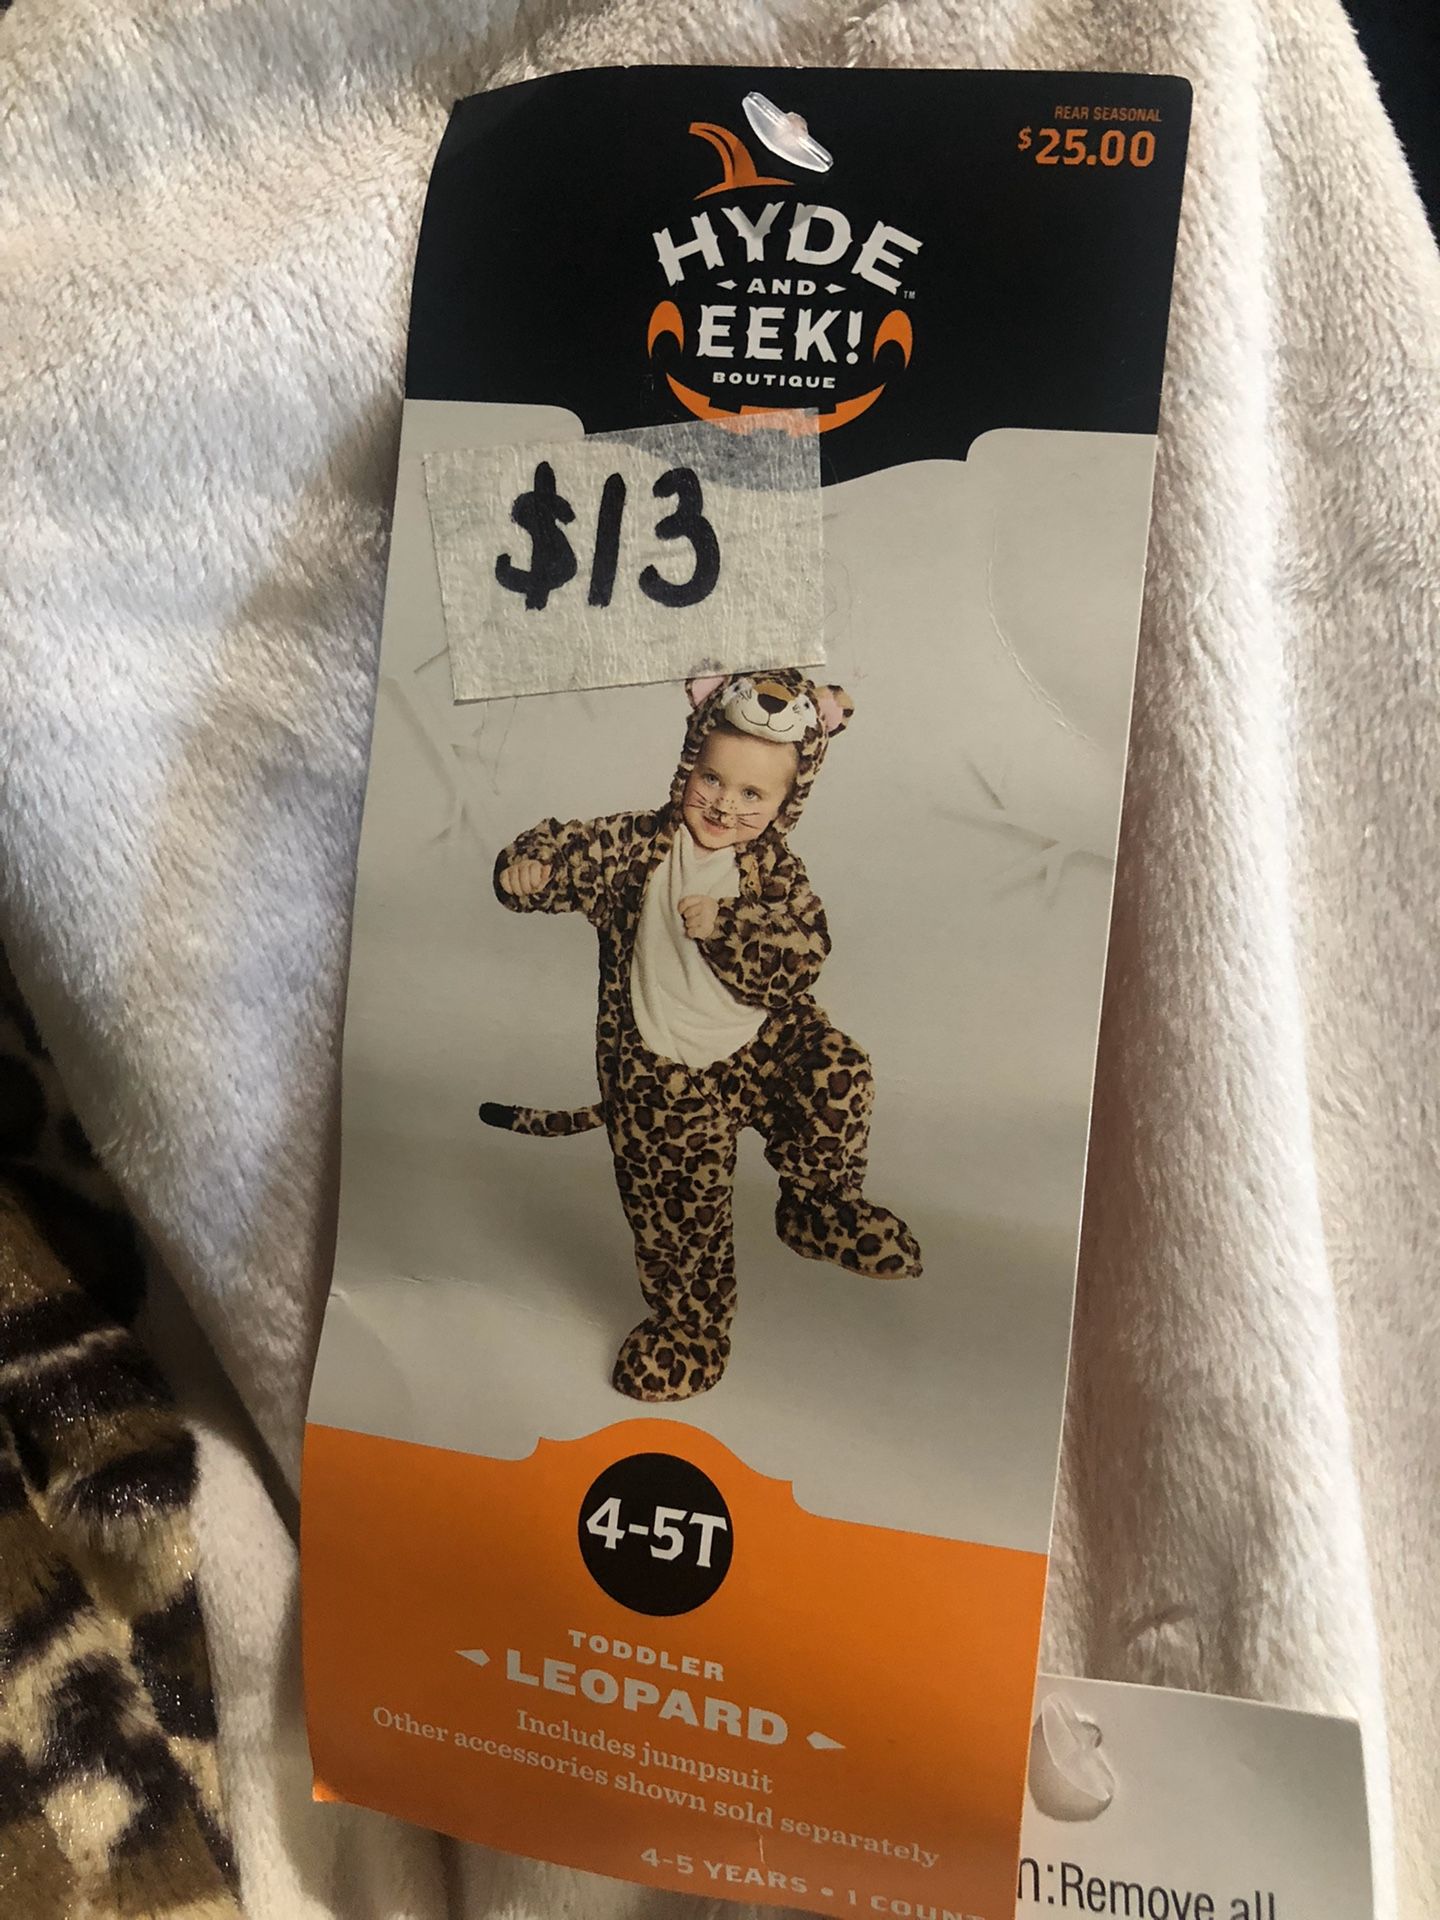 REAR SEASONAL
$25.00
HYDE
AND
EEK!
TM
BOUTIQUE
$13
4-5T
TODDLER
LEOPARD
Includes jumpsuit
Other accessories shown sold separately
4-5 YEARS • 1 COUNT
n:Remove all